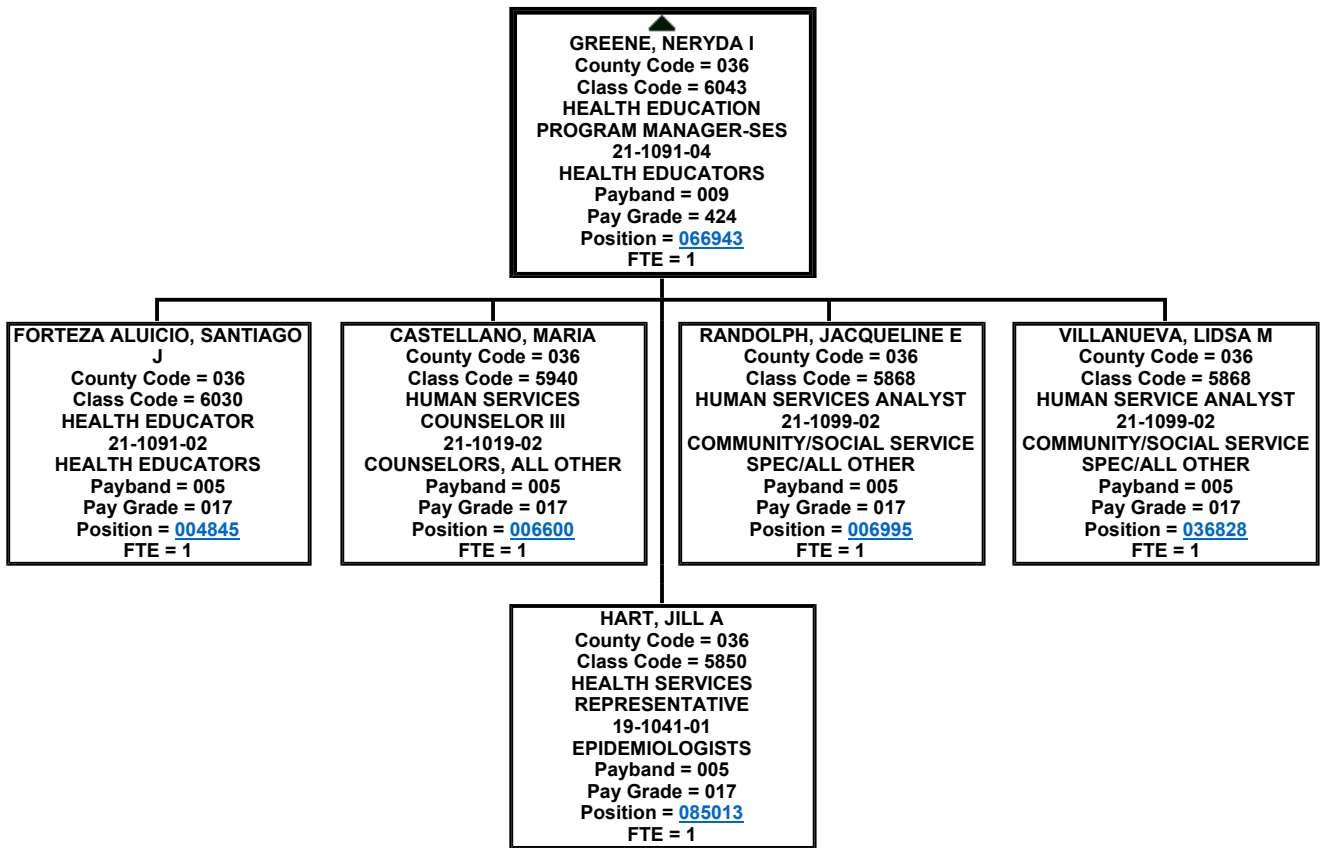 GREENE, NERYDA I
County Code = 036
Class Code = 6043
HEALTH EDUCATION
PROGRAM MANAGER-SES
21-1091-04
HEALTH EDUCATORS
Payband = 009
Pay Grade = 424
Position = 066943
FTE = 1
FORTEZA ALUICIO, SANTIAGO
J
County Code = 036
Class Code = 6030
HEALTH EDUCATOR
21-1091-02
HEALTH EDUCATORS
Payband = 005
Pay Grade = 017
Position = 004845
FTE = 1
CASTELLANO, MARIA
County Code = 036
Class Code = 5940
HUMAN SERVICES
COUNSELOR III
21-1019-02
COUNSELORS, ALL OTHER
Payband = 005
Pay Grade = 017
Position = 006600
FTE = 1
RANDOLPH, JACQUELINE E
County Code = 036
Class Code = 5868
HUMAN SERVICES ANALYST
21-1099-02
COMMUNITY/SOCIAL SERVICE
SPEC/ALL OTHER
Payband = 005
Pay Grade = 017
Position = 006995
FTE = 1
VILLANUEVA, LIDSA M
County Code = 036
Class Code = 5868
HUMAN SERVICE ANALYST
21-1099-02
COMMUNITY/SOCIAL SERVICE
SPEC/ALL OTHER
Payband = 005
Pay Grade = 017
Position = 036828
FTE = 1
HART, JILL A
County Code = 036
Class Code = 5850
HEALTH SERVICES
REPRESENTATIVE
19-1041-01
EPIDEMIOLOGISTS
Payband = 005
Pay Grade = 017
Position = 085013
FTE = 1